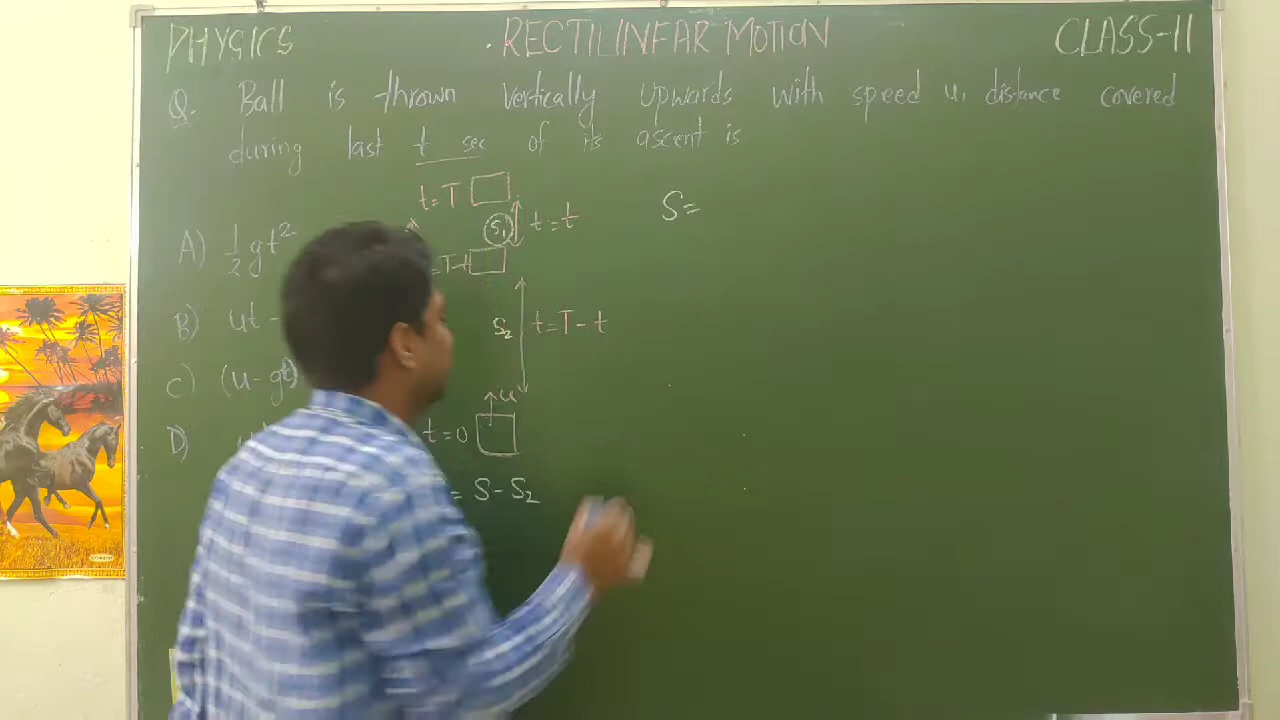 PHYSICS RECTILINEAR MOTION CLASS-11
Q. Ball is thrown vertically upwards with speed u, distance covered
during last t sec of its ascent is
t=T
S₁ t=t
A) 1/2 gt²
=T-t
S=
B) ut -
S₂ t=T-t
C) (u-gt)
u
D)
t=0
= S-S₂